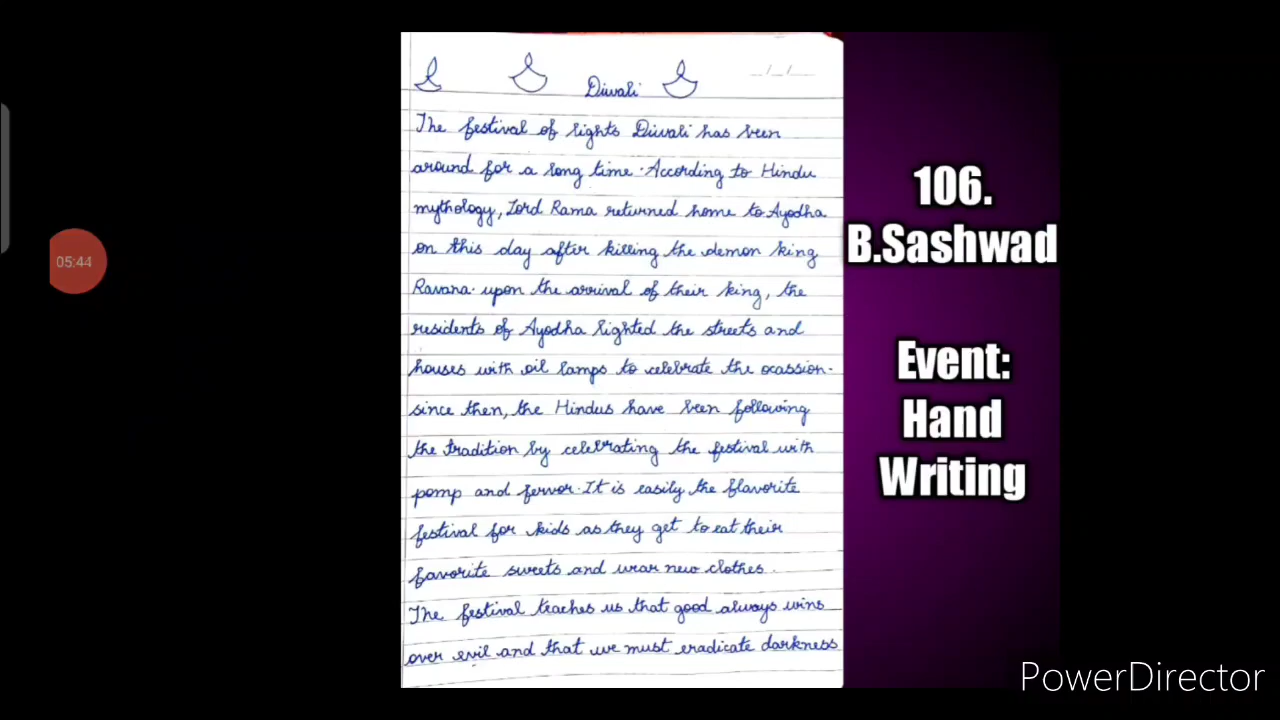 Diwali
The festival of lights Diwali has been
around for a long time. According to Hindu
mythology, Lord Rama returned home to Ayodha
on this day after killing the demon king
Ravana. upon the arrival of their king, the
residents of Ayodha lighted the streets and
houses with oil lamps to celebrate the ocassion.
since then, the Hindus have been following
the tradition by celebrating the festival with
pomp and fervor. It is easily the flavorite
festival for kids as they get to eat their
favorite sweets and wear new clothes.
The festival teaches us that good always wins
over evil and that we must eradicate darkness
106.
B.Sashwad
Event:
Hand
Writing
05:44
PowerDirector